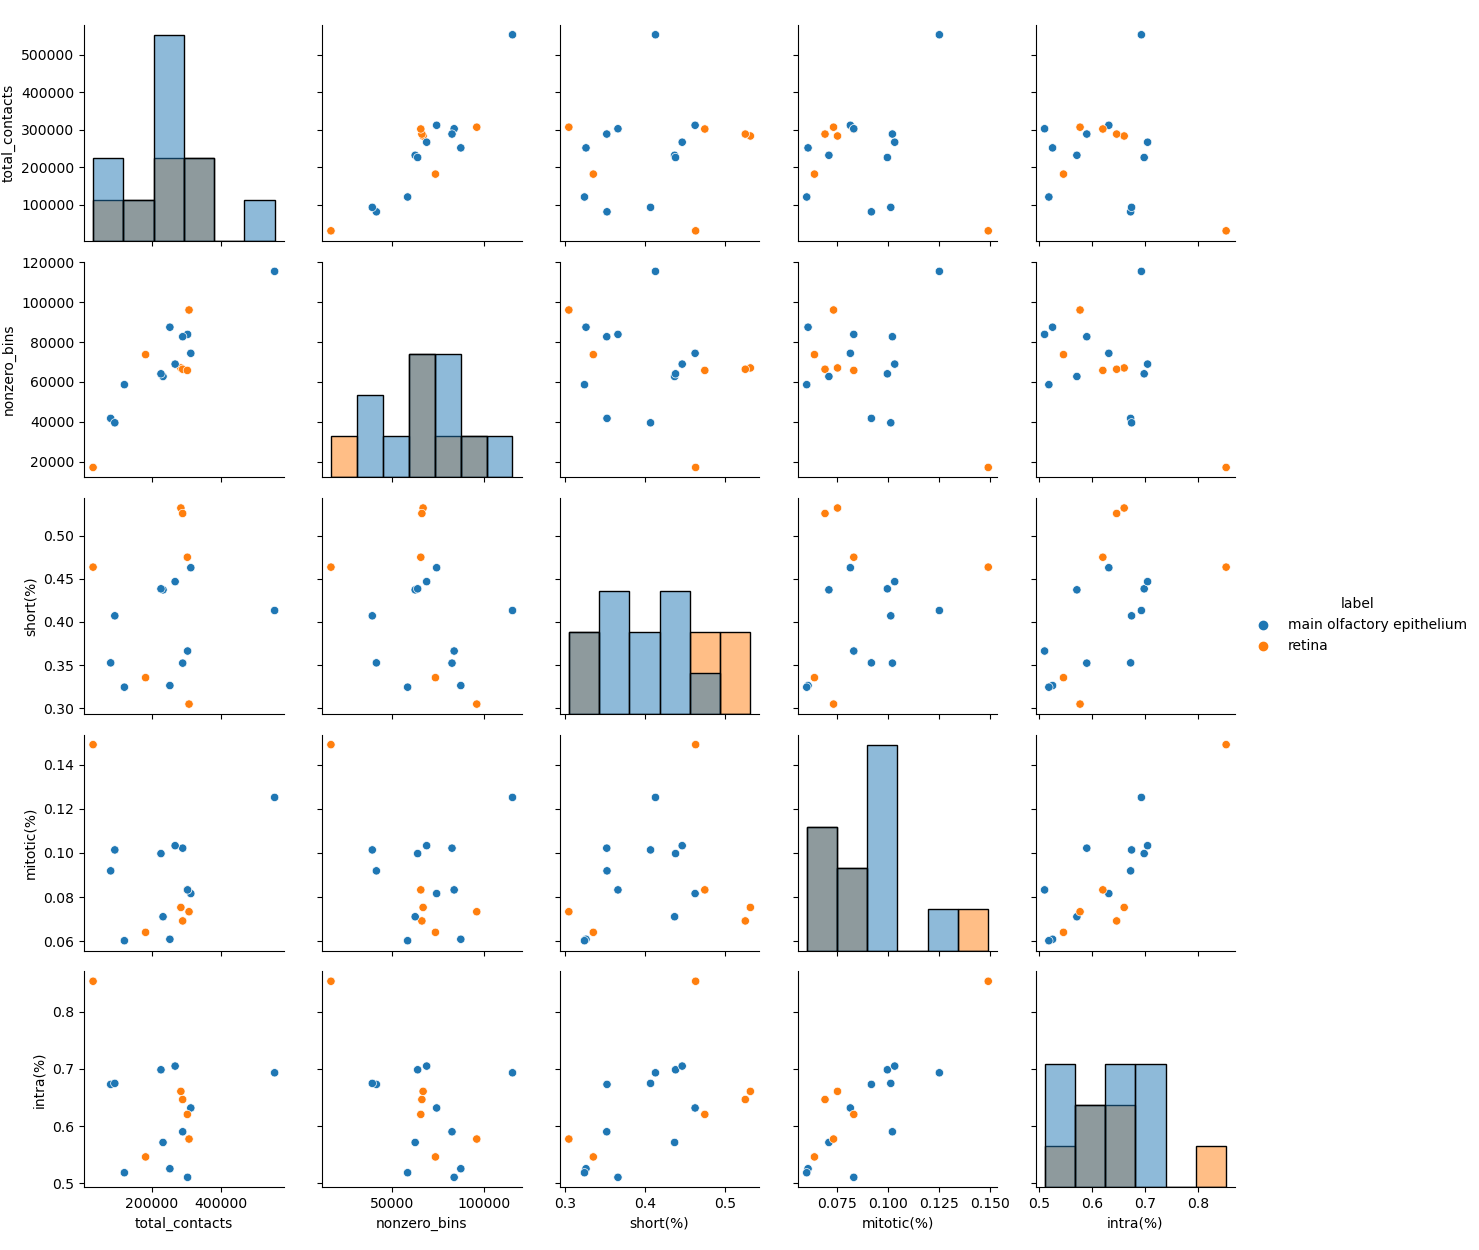 500000
400000
300000
200000
100000
total_contacts
120000
100000
80000
60000
40000
20000
nonzero_bins
0.50
0.45
0.40
0.35
0.30
short(%)
label
main olfactory epithelium
retina
0.14
0.12
0.10
0.08
0.06
mitotic(%)
0.8
0.7
0.6
0.5
intra(%)
200000 400000
total_contacts
50000 100000
nonzero_bins
0.3 0.4 0.5
short(%)
0.075 0.100 0.125 0.150
mitotic(%)
0.5 0.6 0.7 0.8
intra(%)